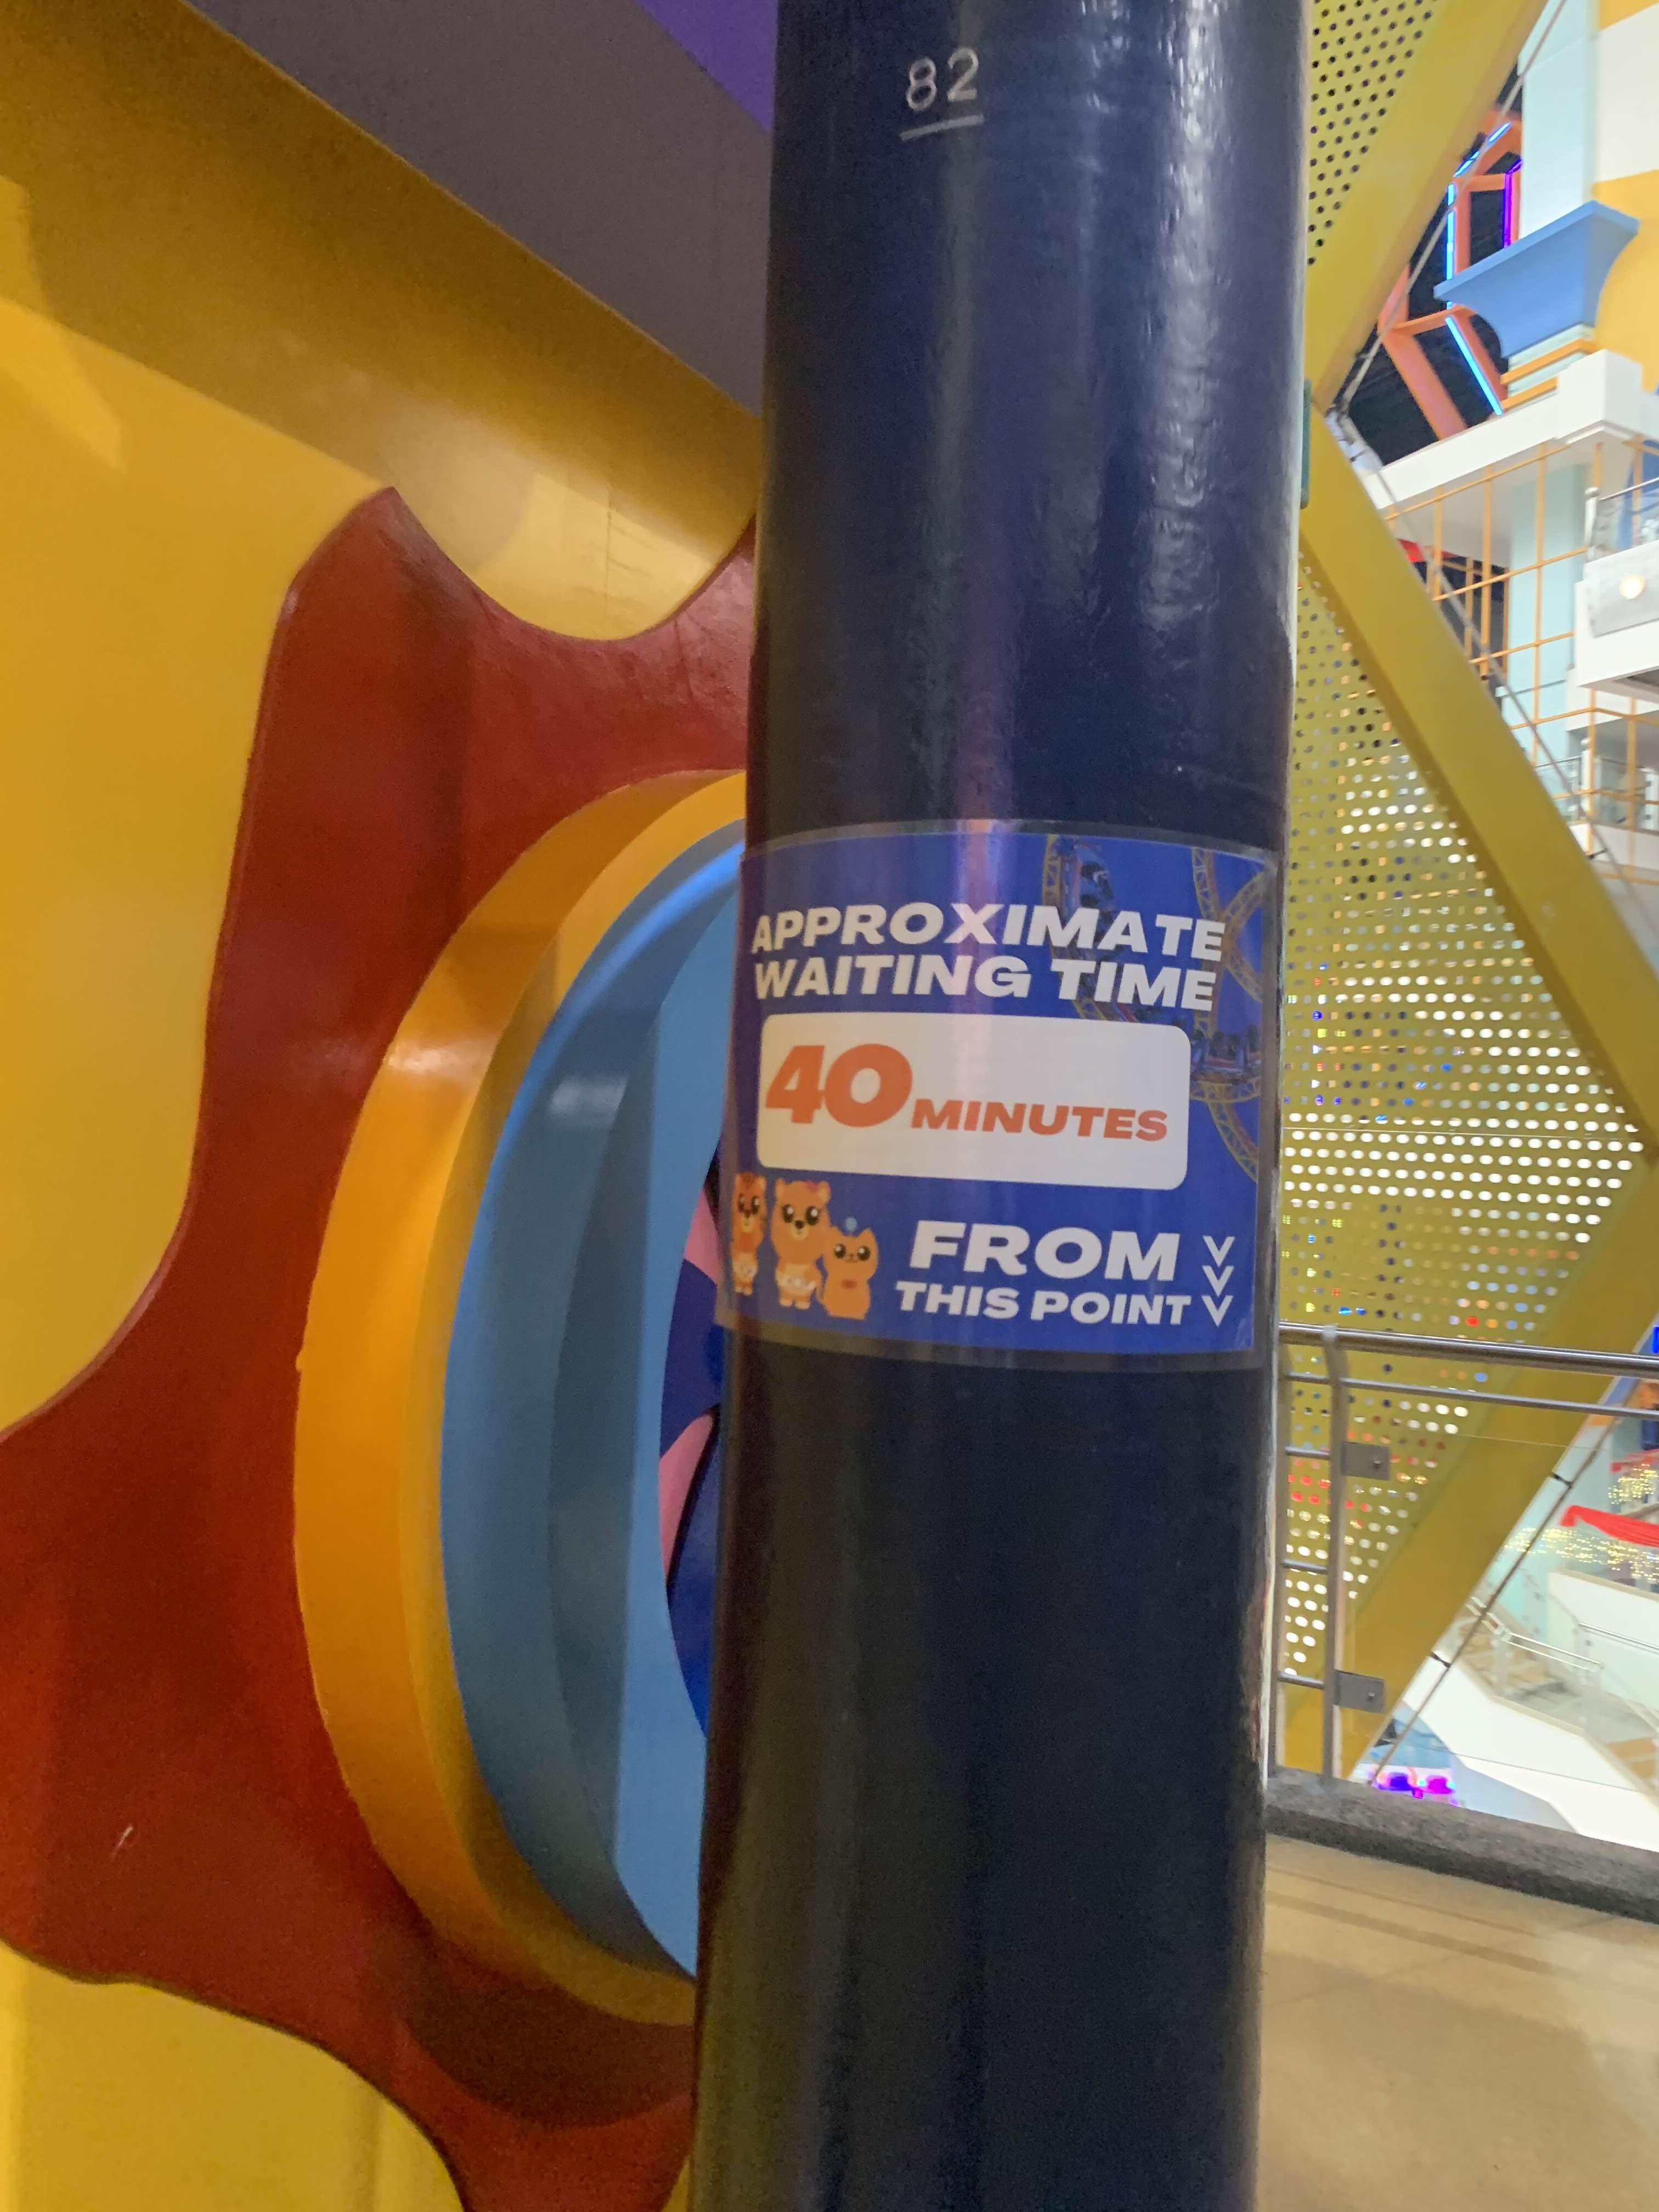 82
APPROXIMATE
WAITING TIME
40 MINUTES
FROM
THIS POINT